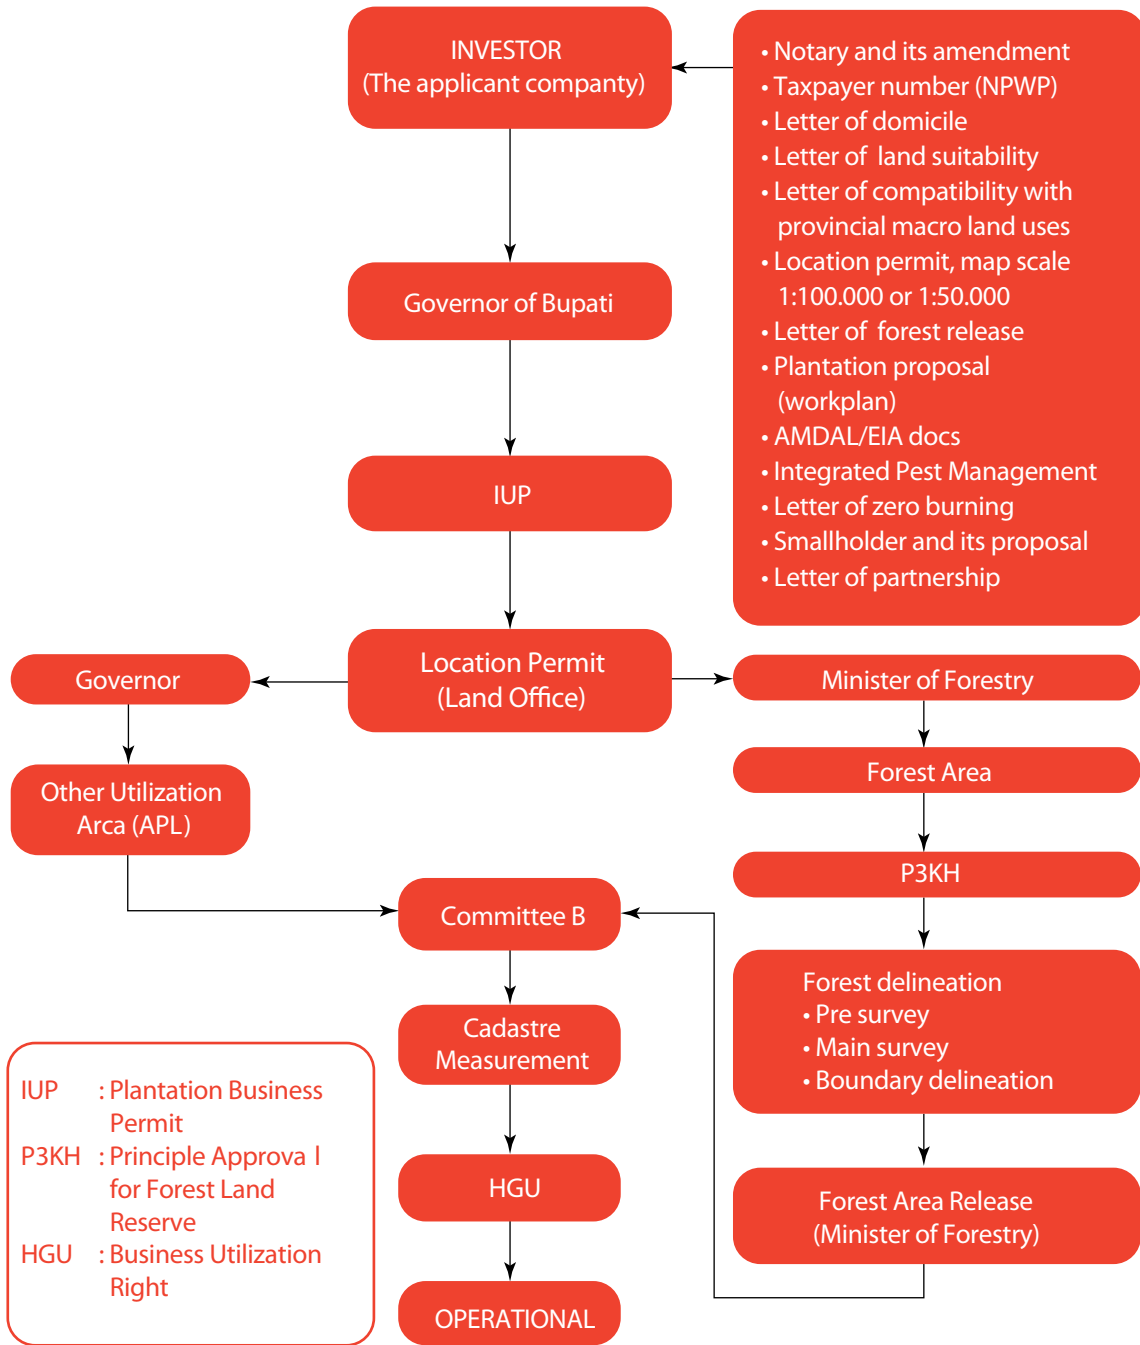 INVESTOR
(The applicant companty)
• Notary and its amendment
• Taxpayer number (NPWP)
• Letter of domicile
• Letter of land suitability
• Letter of compatibility with
provincial macro land uses
• Location permit, map scale
1:100.000 or 1:50.000
• Letter of forest release
• Plantation proposal
(workplan)
• AMDAL/EIA docs
• Integrated Pest Management
• Letter of zero burning
• Smallholder and its proposal
• Letter of partnership
Governor of Bupati
IUP
Location Permit
(Land Office)
Governor
Other Utilization
Arca (APL)
Minister of Forestry
Forest Area
P3KH
Forest delineation
• Pre survey
• Main survey
• Boundary delineation
Forest Area Release
(Minister of Forestry)
Committee B
Cadastre
Measurement
HGU
OPERATIONAL
IUP : Plantation Business
Permit
P3KH : Principle Approva l
for Forest Land
Reserve
HGU : Business Utilization
Right